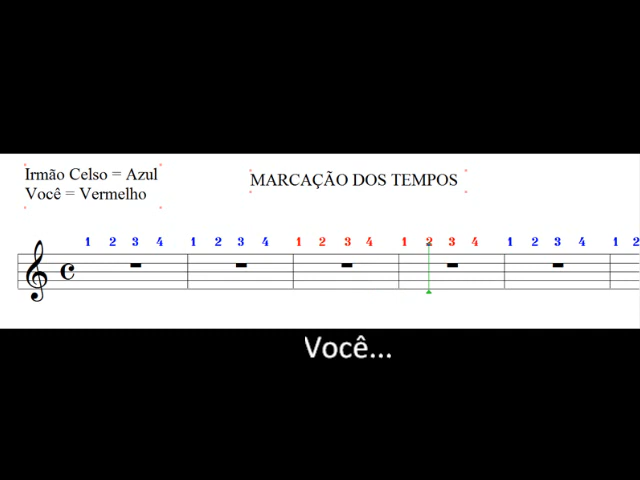 Irmão Celso = Azul
Você = Vermelho
MARCAÇÃO DOS TEMPOS
1 2 3 4 1 2 3 4 1 2 3 4 1 2 3 4 1 2 3 4 1 2
Você...